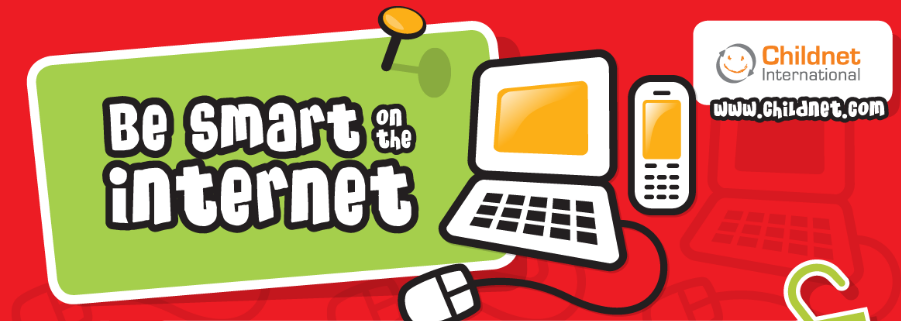 Be smart on the
internet
Childnet
International
www.childnet.com